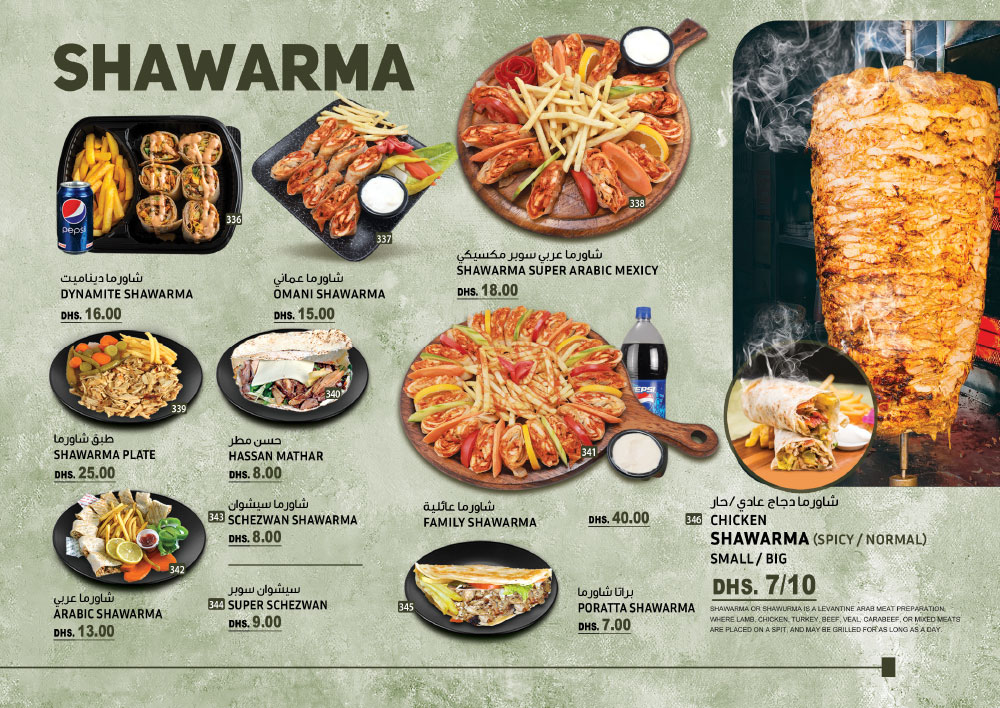 SHAWARMA
pepsi
336
شاورما ديناميت
DYNAMITE SHAWARMA
DHS. 16.00
337
شاورما عماني
OMANI SHAWARMA
DHS. 15.00
338
شاورما عربي سوبر مكسيكي
SHAWARMA SUPER ARABIC MEXICY
DHS. 18.00
339
طبق شاورما
SHAWARMA PLATE
DHS. 25.00
340
حسن مطر
HASSAN MATHAR
DHS. 8.00
EPSI
341
شاورما عائلية
FAMILY SHAWARMA
DHS. 40.00
342
شاورما عربي
ARABIC SHAWARMA
DHS. 13.00
شاورما سيشوان
343 SCHEZWAN SHAWARMA
DHS. 8.00
سيشوان سوبر
344 SUPER SCHEZWAN
DHS. 9.00
345
براتا شاورما
PORATTA SHAWARMA
DHS. 7.00
شاورما دجاج عادي/حار
346 CHICKEN
SHAWARMA (SPICY / NORMAL)
SMALL / BIG
DHS. 7/10
SHAWARMA OR SHAWURMA IS A LEVANTINE ARAB MEAT PREPARATION,
WHERE LAMB, CHICKEN, TURKEY, BEEF, VEAL, CARABEEF, OR MIXED MEATS
ARE PLACED ON A SPIT, AND MAY BE GRILLED FOR AS LONG AS A DAY.